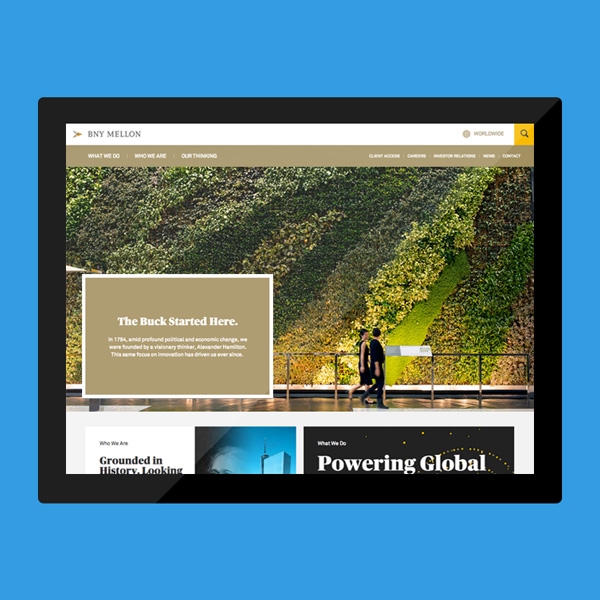 BNY MELLON
WORLDWIDE
WHAT WE DO
WHO WE ARE
OUR THINKING
CLIENT ACCESS
CAREERS
INVESTOR RELATIONS
NEWS
CONTACT
The Buck Started Here.
In 1784, amid profound political and economic change, we
were founded by a visionary thinker, Alexander Hamilton.
This same focus on innovation has driven us ever since.
Who We Are
Grounded in
History, Looking
What We Do
Powering Global